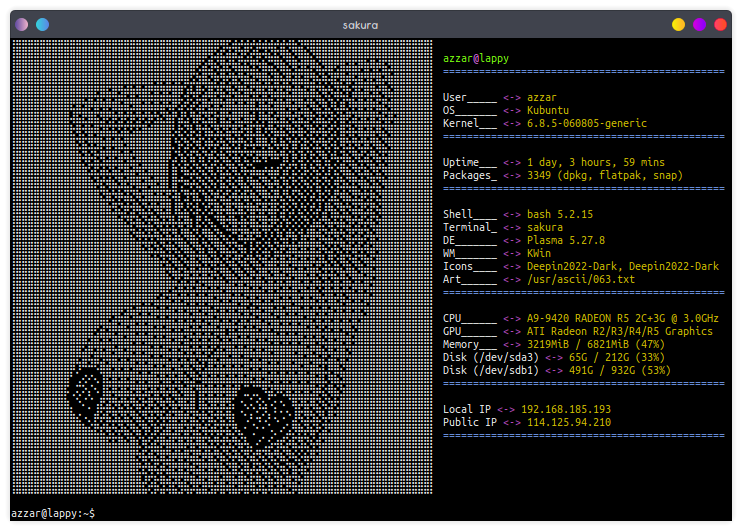 sakura
azzar@lappy
===============================================
User_____ <-> azzar
OS_______ <-> Kubuntu
Kernel___ <-> 6.8.5-060805-generic
===============================================
Uptime___ <-> 1 day, 3 hours, 59 mins
Packages_ <-> 3349 (dpkg, flatpak, snap)
===============================================
Shell____ <-> bash 5.2.15
Terminal_ <-> sakura
DE_______ <-> Plasma 5.27.8
WM_______ <-> KWin
Icons____ <-> Deepin2022-Dark, Deepin2022-Dark
Art______ <-> /usr/ascii/063.txt
===============================================
CPU______ <-> A9-9420 RADEON R5 2C+3G @ 3.0GHz
GPU______ <-> ATI Radeon R2/R3/R4/R5 Graphics
Memory___ <-> 3219MiB / 6821MiB (47%)
Disk (/dev/sda3) <-> 65G / 212G (33%)
Disk (/dev/sdb1) <-> 491G / 932G (53%)
===============================================
Local IP <-> 192.168.185.193
Public IP <-> 114.125.94.210
===============================================
azzar@lappy:~$